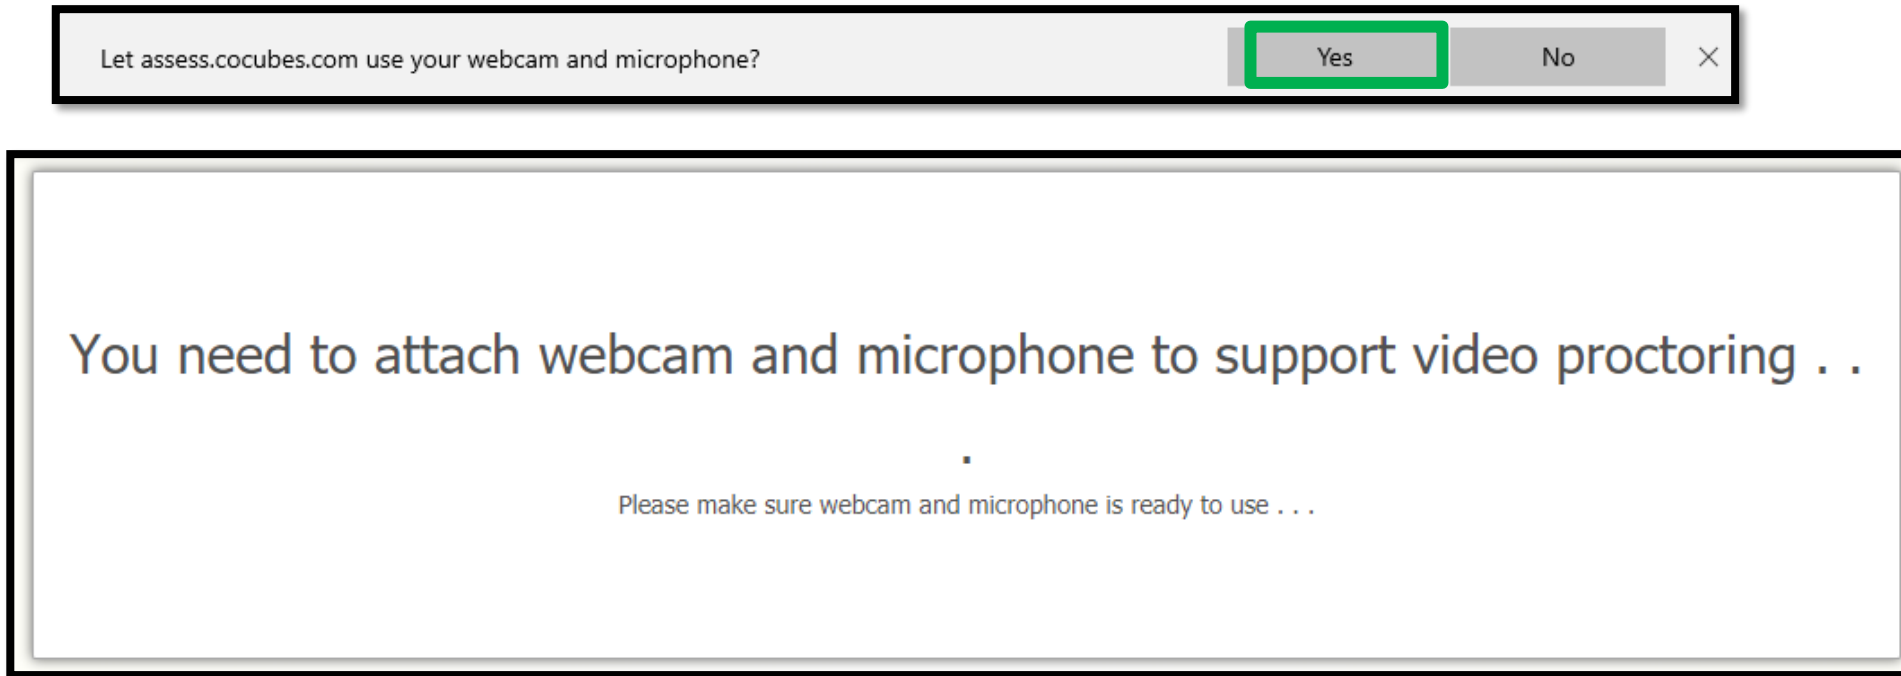 Let assess.cocubes.com use your webcam and microphone? Yes No ×
You need to attach webcam and microphone to support video proctoring . .
.
Please make sure webcam and microphone is ready to use . . .